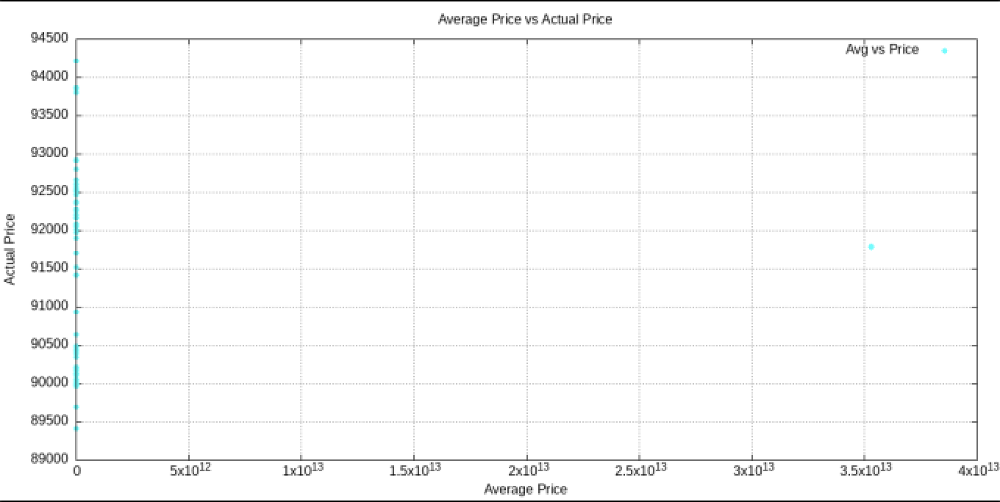 Average Price vs Actual Price
Avg vs Price
94500
94000
93500
93000
92500
92000
91500
91000
90500
90000
89500
89000
Actual Price
0 5x10¹² 1x10¹³ 1.5x10¹³ 2x10¹³ 2.5x10¹³ 3x10¹³ 3.5x10¹³ 4x10¹³
Average Price